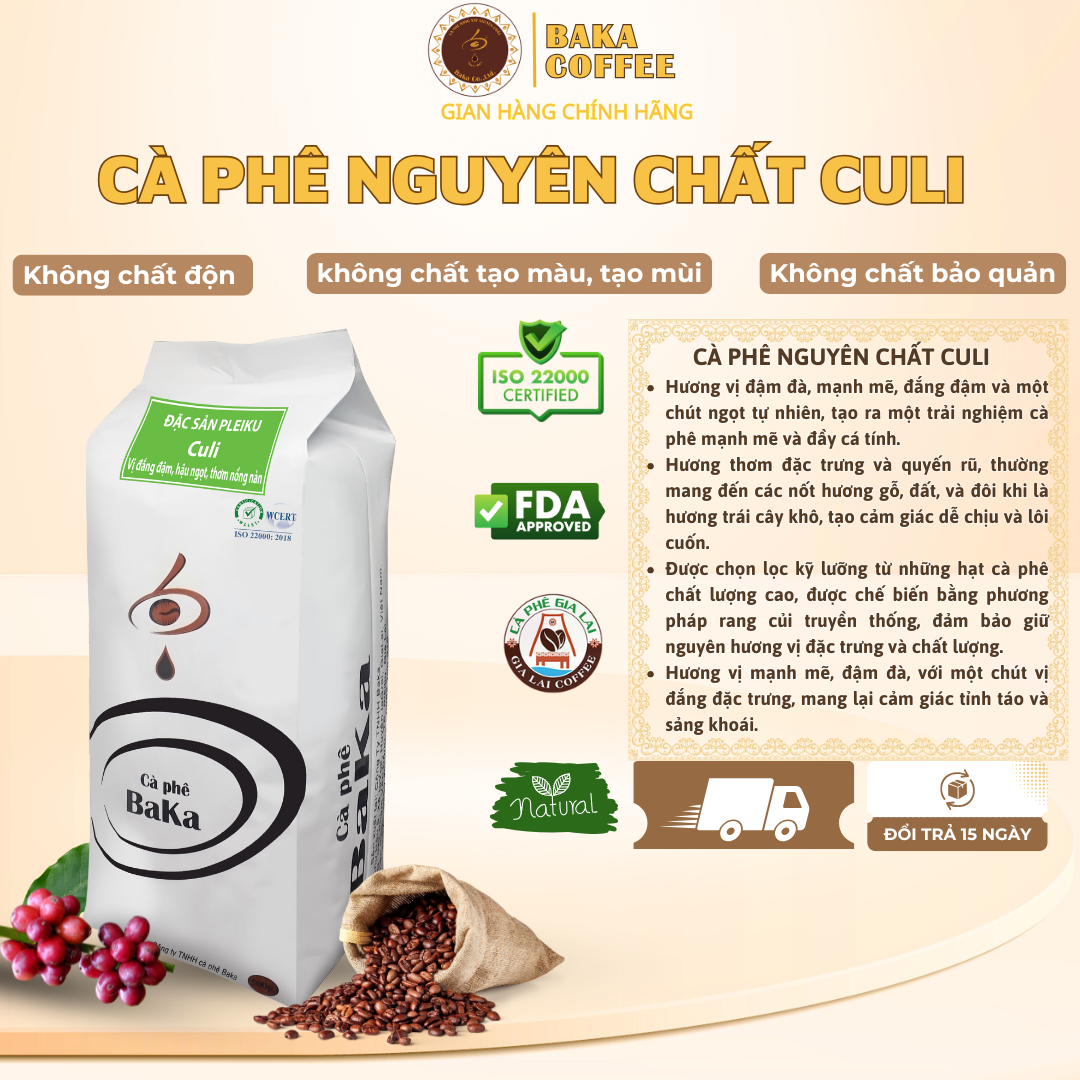 Baka Co.,Ltd.
BAKA
COFFEE
GIAN HÀNG CHÍNH HÃNG
CÀ PHÊ NGUYÊN CHẤT CULI
Không chất độn
không chất tạo màu, tạo mùi
Không chất bảo quản
ĐẶC SẢN PLEIKU
Culi
Vị đắng đậm, hậu ngọt, thơm nồng nàn
WCERT
ISO 22000: 2018
Cà phê
BaKa
Cà phê
BaKa
Công ty TNHH cà phê Baka
ISO 22000
CERTIFIED
FDA
APPROVED
CÀ PHÊ GIA LAI
GIA LAI COFFEE
Natural
CÀ PHÊ NGUYÊN CHẤT CULI
• Hương vị đậm đà, mạnh mẽ, đắng đậm và một
chút ngọt tự nhiên, tạo ra một trải nghiệm cà
phê mạnh mẽ và đầy cá tính.
• Hương thơm đặc trưng và quyến rũ, thường
mang đến các nốt hương gỗ, đất, và đôi khi là
hương trái cây khô, tạo cảm giác dễ chịu và lôi
cuốn.
• Được chọn lọc kỹ lưỡng từ những hạt cà phê
chất lượng cao, được chế biến bằng phương
pháp rang củi truyền thống, đảm bảo giữ
nguyên hương vị đặc trưng và chất lượng.
• Hương vị mạnh mẽ, đậm đà, với một chút vị
đắng đặc trưng, mang lại cảm giác tỉnh táo và
sảng khoái.
ĐỔI TRẢ 15 NGÀY